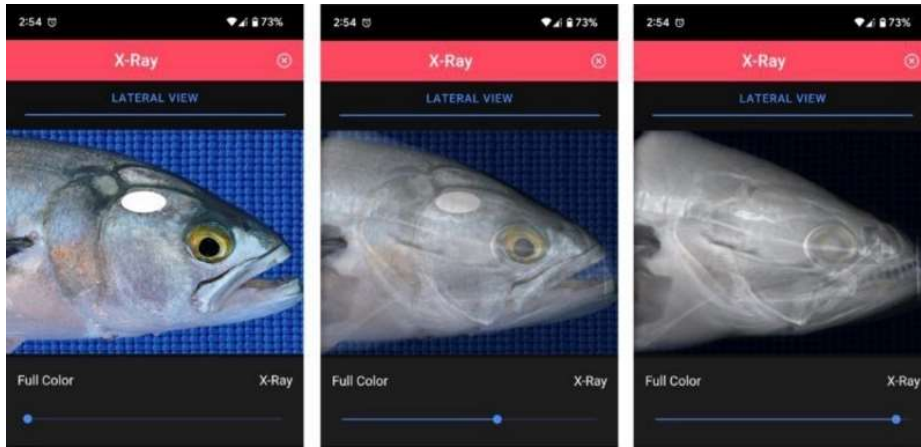 2:54 73%
X-Ray
LATERAL VIEW
Full Color X-Ray
2:54 73%
X-Ray
LATERAL VIEW
Full Color X-Ray
2:54 73%
X-Ray
LATERAL VIEW
Full Color X-Ray